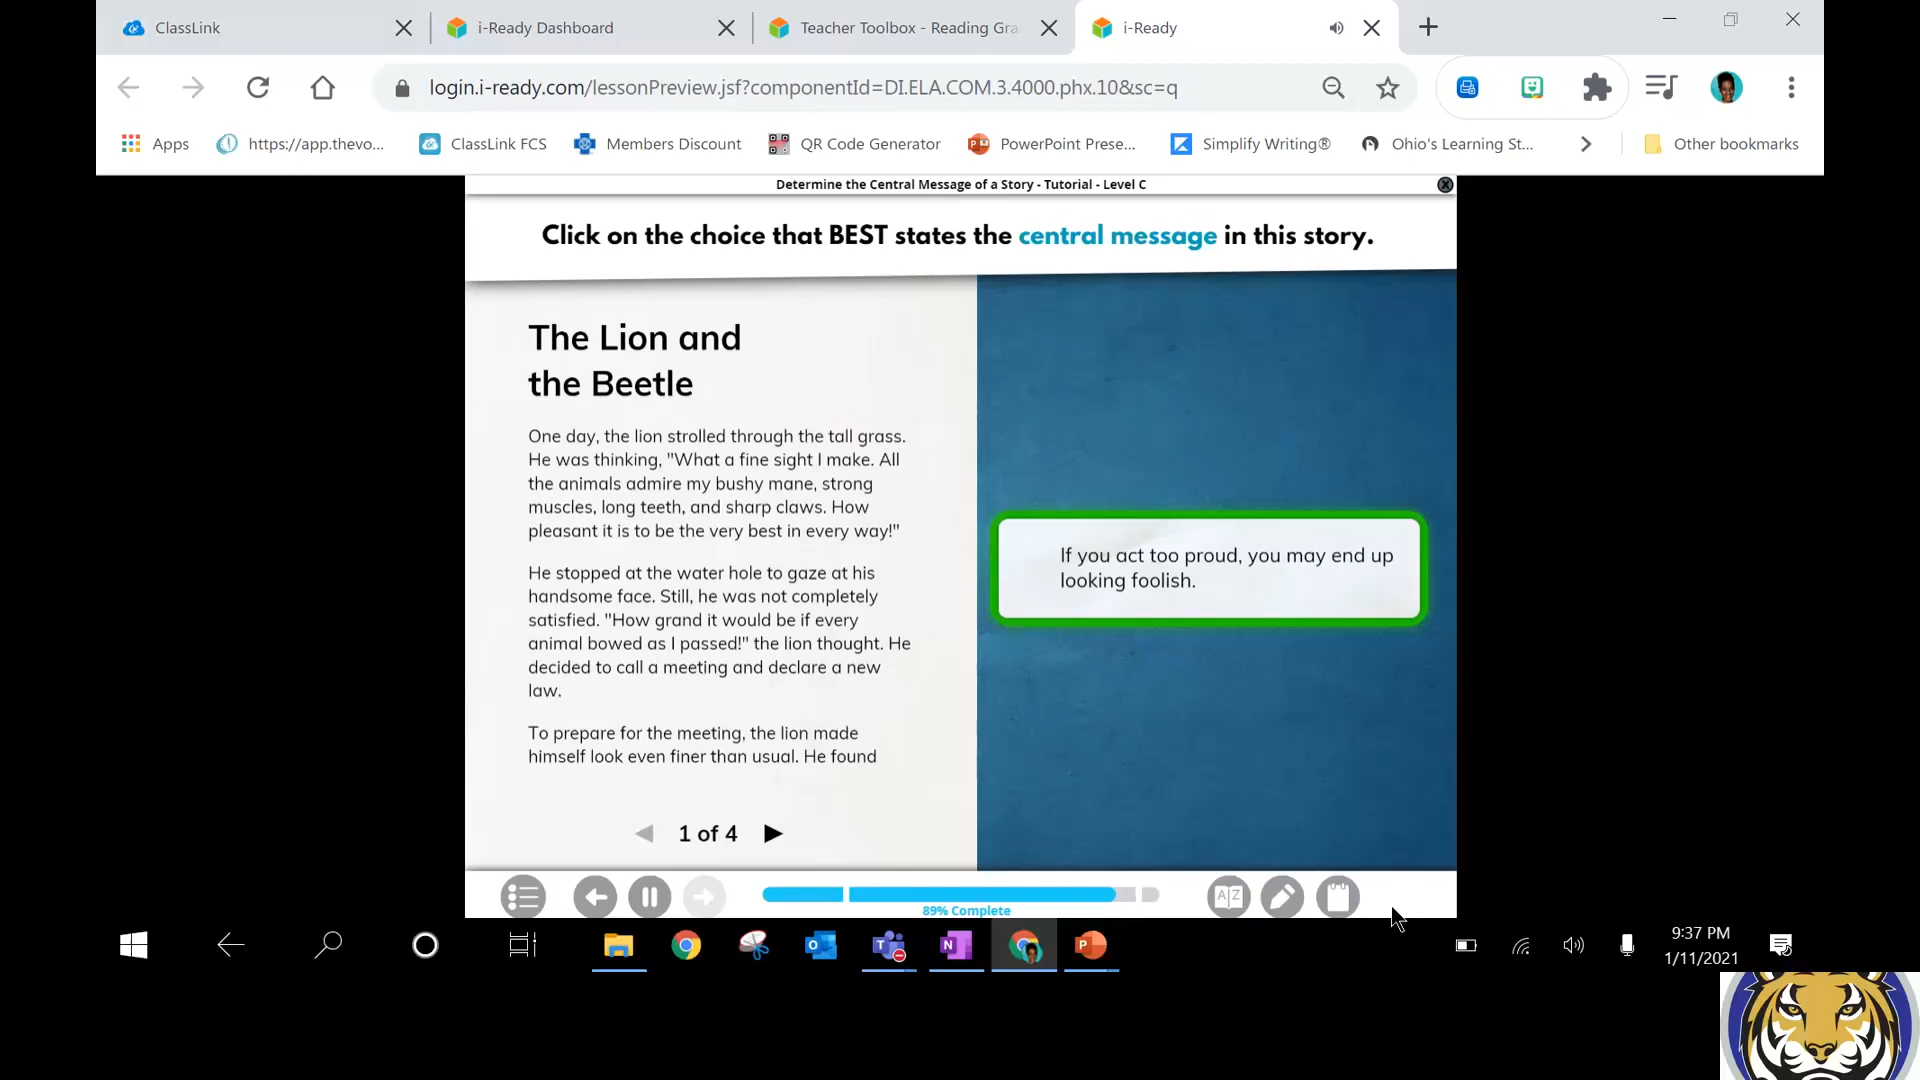 ClassLink
i-Ready Dashboard
Teacher Toolbox - Reading Gra
i-Ready
login.i-ready.com/lessonPreview.jsf?componentId=DI.ELA.COM.3.4000.phx.10&sc=q
Apps
https://app.thevo...
ClassLink FCS
Members Discount
QR Code Generator
PowerPoint Prese...
Simplify Writing®
Ohio's Learning St...
Other bookmarks
Determine the Central Message of a Story - Tutorial - Level C
Click on the choice that BEST states the central message in this story.
The Lion and
the Beetle
One day, the lion strolled through the tall grass.
He was thinking, "What a fine sight I make. All
the animals admire my bushy mane, strong
muscles, long teeth, and sharp claws. How
pleasant it is to be the very best in every way!"
He stopped at the water hole to gaze at his
handsome face. Still, he was not completely
satisfied. "How grand it would be if every
animal bowed as I passed!" the lion thought. He
decided to call a meeting and declare a new
law.
To prepare for the meeting, the lion made
himself look even finer than usual. He found
1 of 4
If you act too proud, you may end up
looking foolish.
89% Complete
A|Z
9:37 PM
1/11/2021